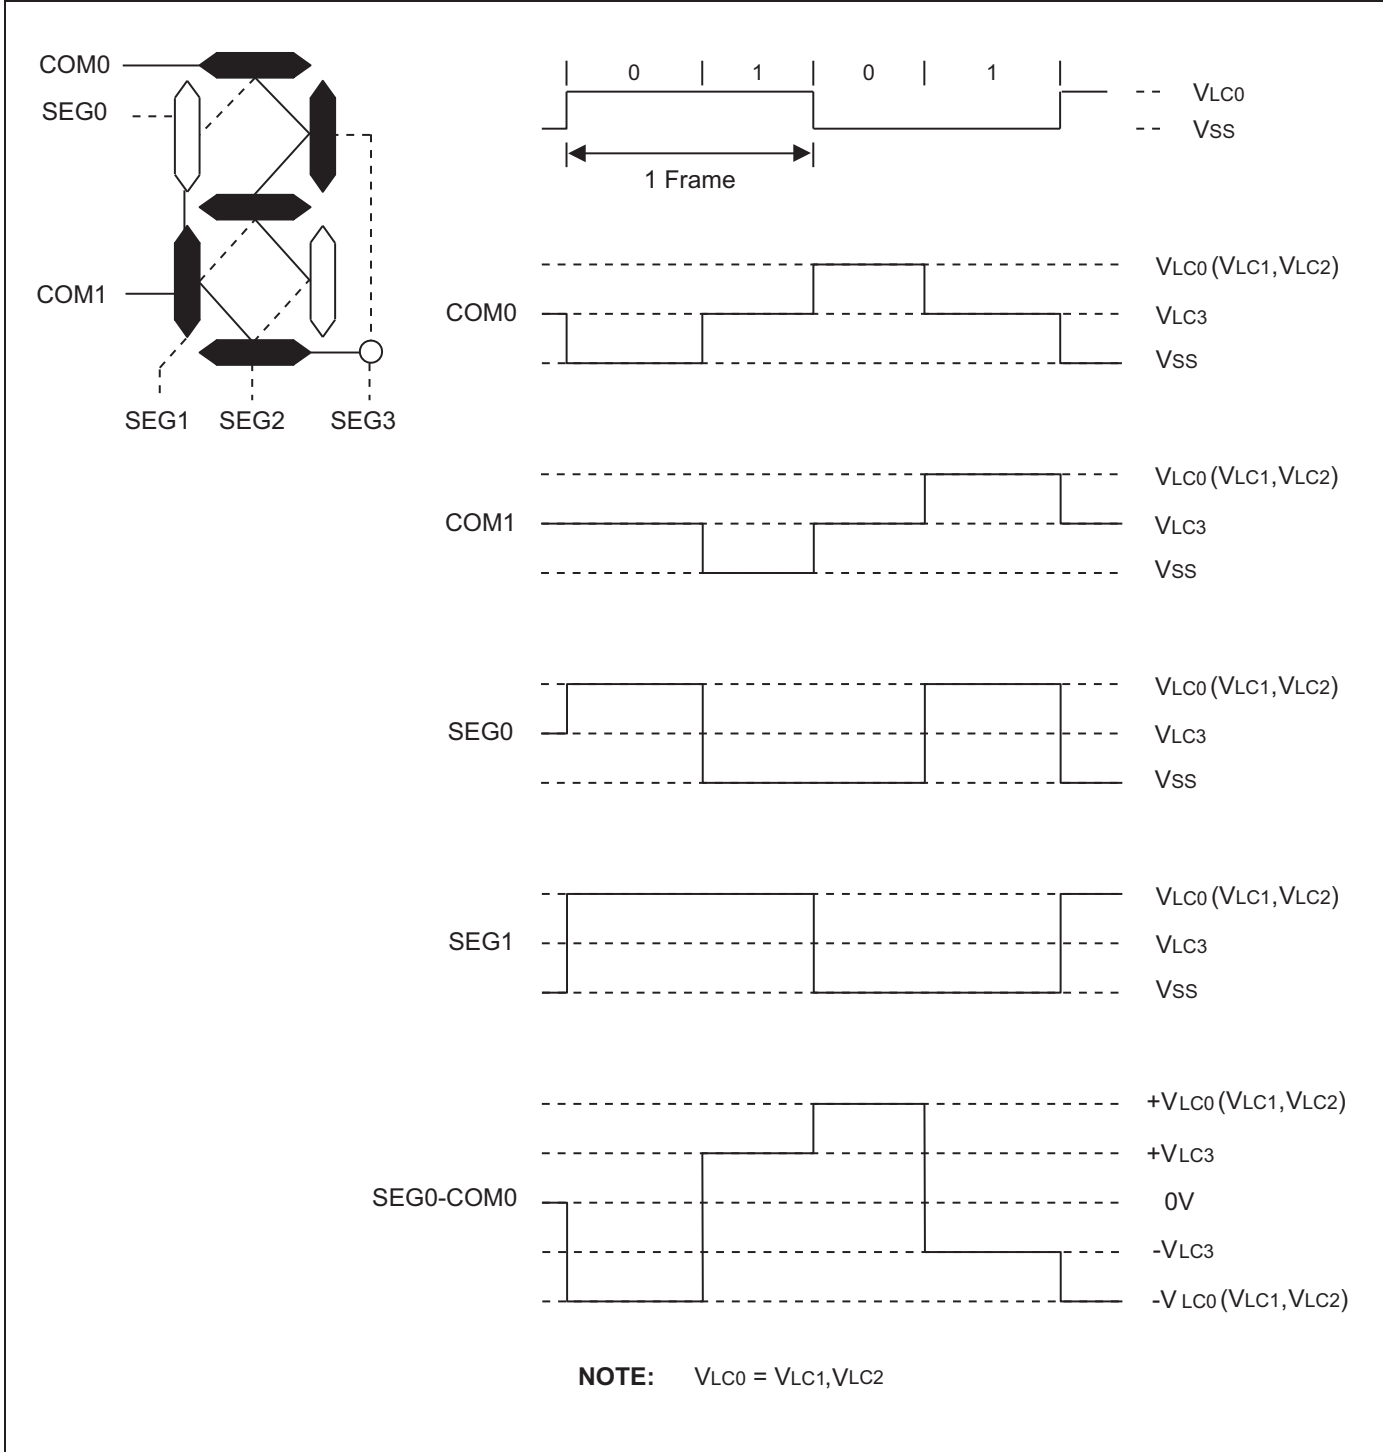 COM0
SEG0
COM1
SEG1 SEG2 SEG3
0 1 0 1
VLC0
VSS
1 Frame
COM0
VLC0 (VLC1,VLC2)
VLC3
VSS
COM1
VLC0 (VLC1,VLC2)
VLC3
VSS
SEG0
VLC0 (VLC1,VLC2)
VLC3
VSS
SEG1
VLC0 (VLC1,VLC2)
VLC3
VSS
SEG0-COM0
+VLC0 (VLC1,VLC2)
+VLC3
0V
-VLC3
-V LC0 (VLC1,VLC2)
NOTE: VLC0 = VLC1,VLC2